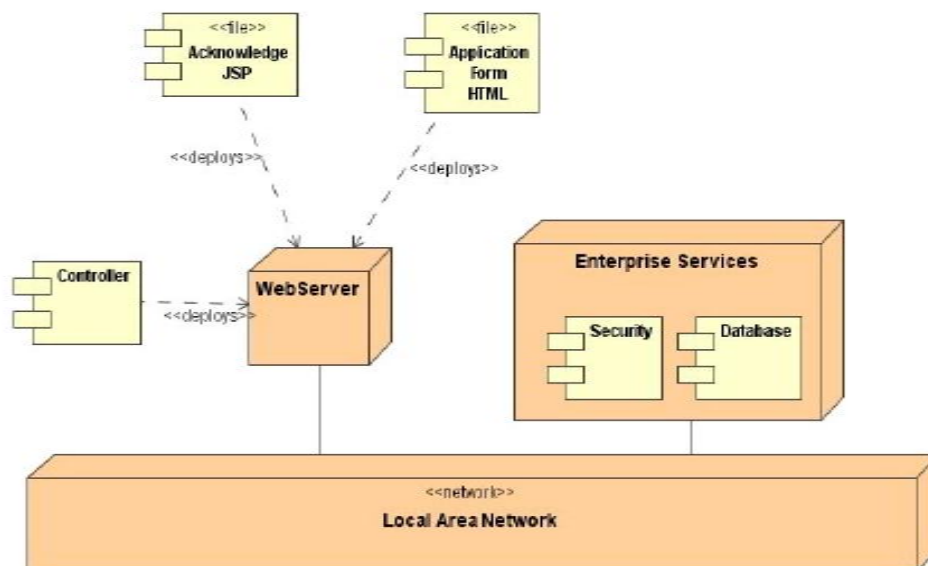 <<file>>
Acknowledge
JSP
<<file>>
Application
Form
HTML
<<deploys>>
<<deploys>>
Controller
<<deploys>>
WebServer
Enterprise Services
Security
Database
<<network>>
Local Area Network